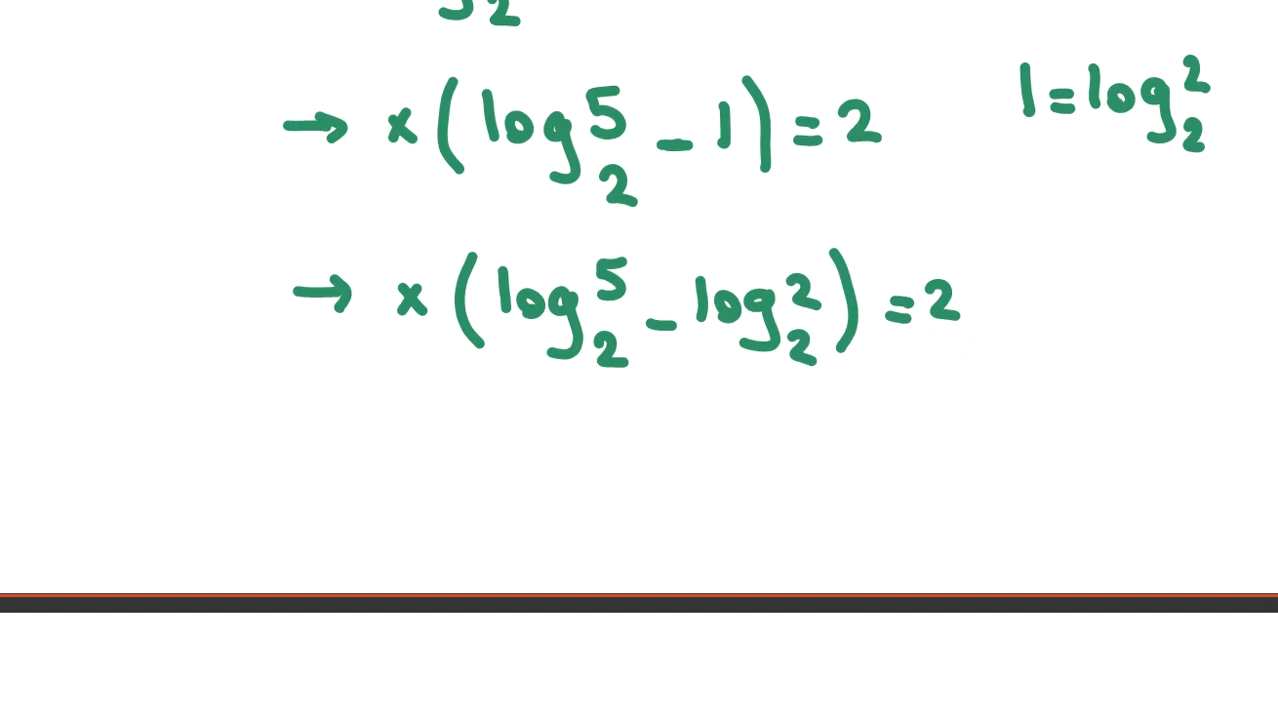 → x(log₂⁵ - 1) = 2
1 = log₂²
→ x(log₂⁵ - log₂²) = 2